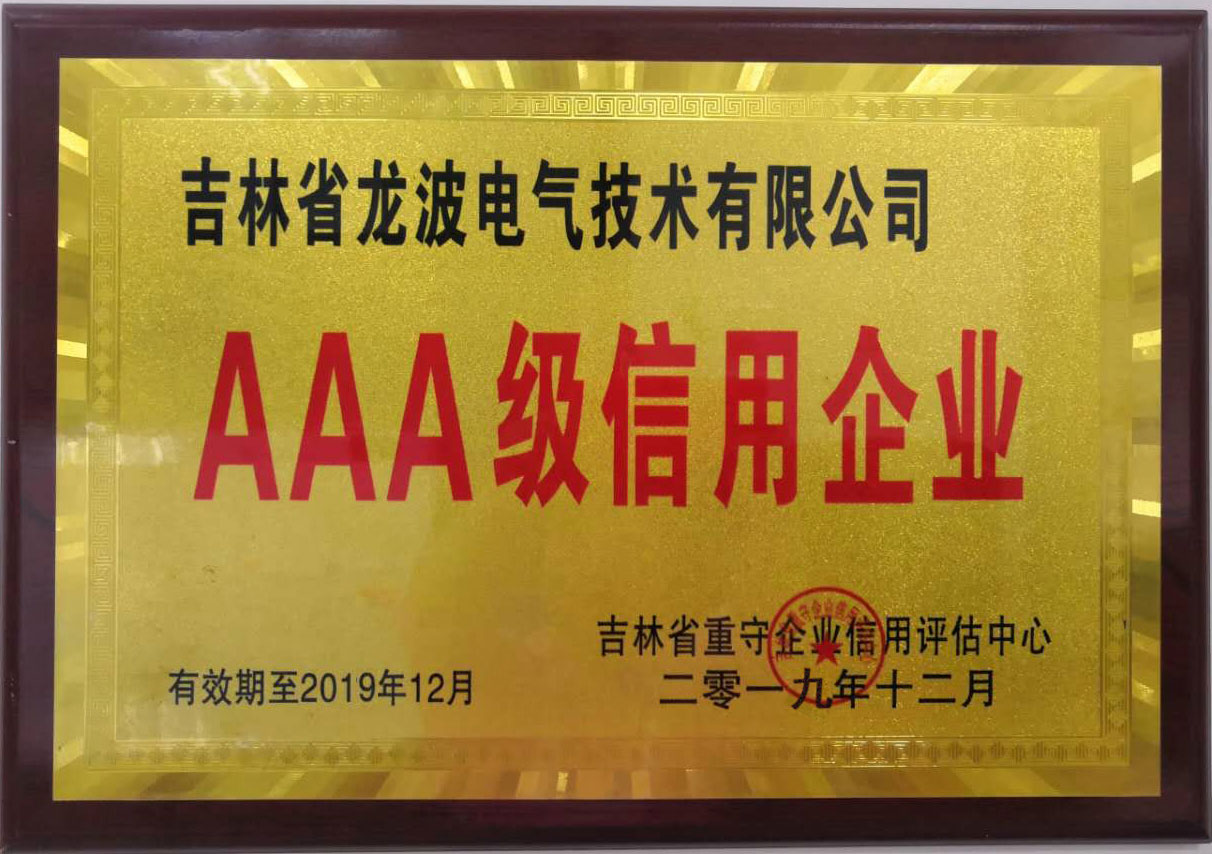 吉林省龙波电气技术有限公司
AAA级信用企业
吉林省重守企业信用评估中心
有效期至2019年12月
二零一九年十二月